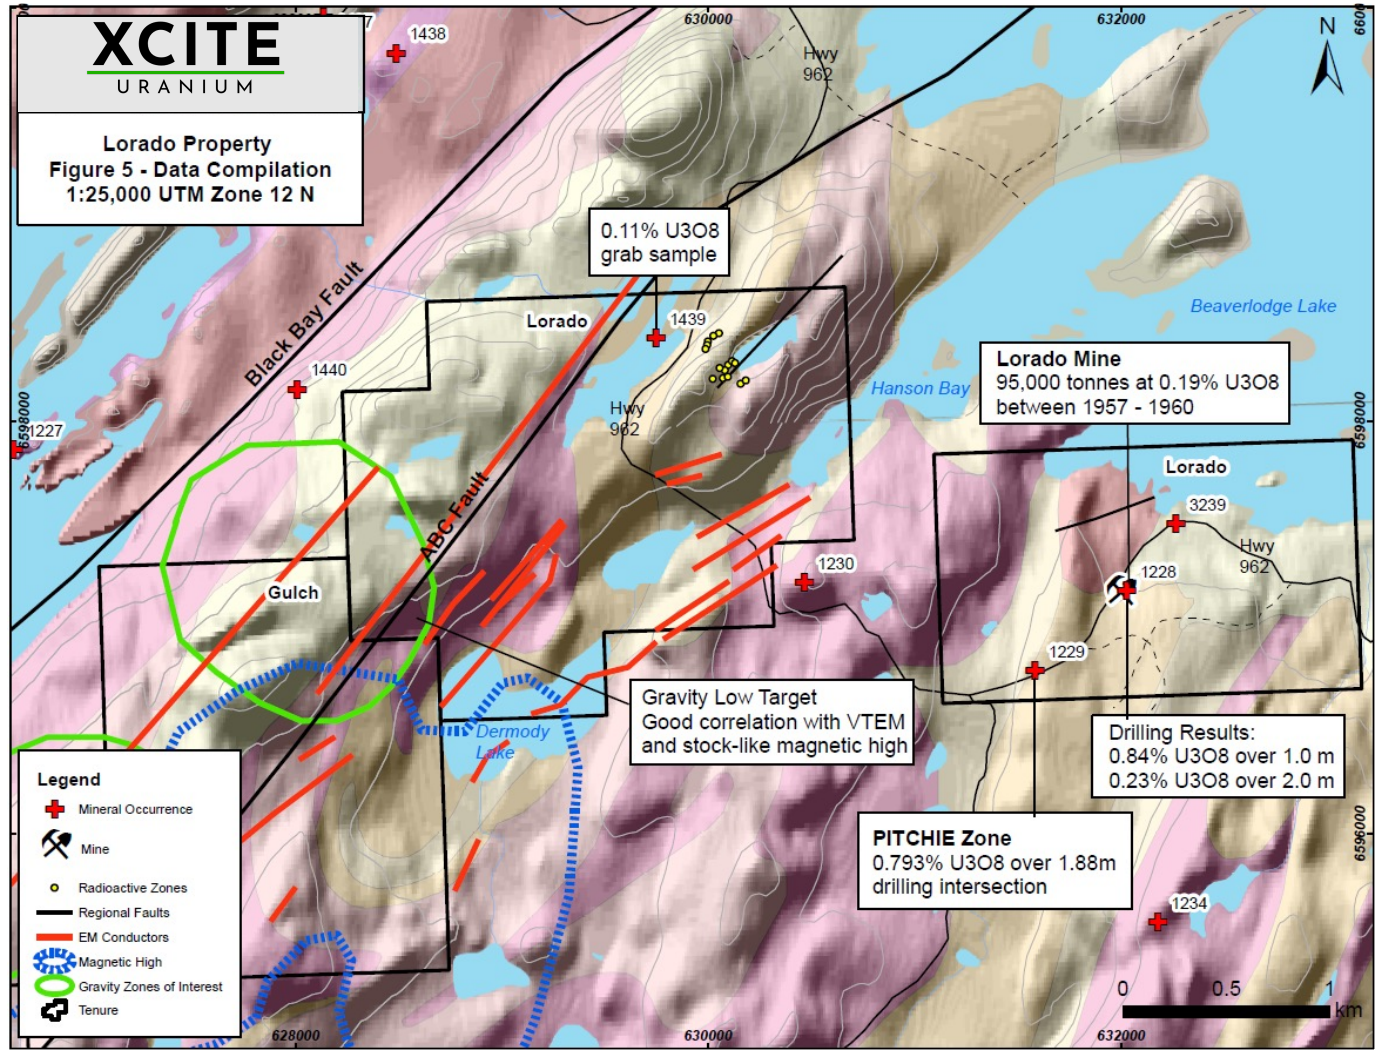 XCITE
URANIUM
Lorado Property
Figure 5 - Data Compilation
1:25,000 UTM Zone 12 N
1438
630000
632000
Hwy
962
N
0.11% U3O8
grab sample
Black Bay Fault
Lorado
1439
Beaverlodge Lake
1440
Hanson Bay
Lorado Mine
95,000 tonnes at 0.19% U3O8
between 1957 - 1960
Hwy
962
1227
6598000
6598000
Lorado
ABC Fault
3239
Hwy
962
Gulch
1230
1228
1229
Gravity Low Target
Good correlation with VTEM
and stock-like magnetic high
Dermody
Lake
Drilling Results:
0.84% U3O8 over 1.0 m
0.23% U3O8 over 2.0 m
PITCHIE Zone
0.793% U3O8 over 1.88m
drilling intersection
6596000
1234
Legend
Mineral Occurrence
Mine
Radioactive Zones
Regional Faults
EM Conductors
Magnetic High
Gravity Zones of Interest
Tenure
0 0.5 1
km
628000
630000
632000